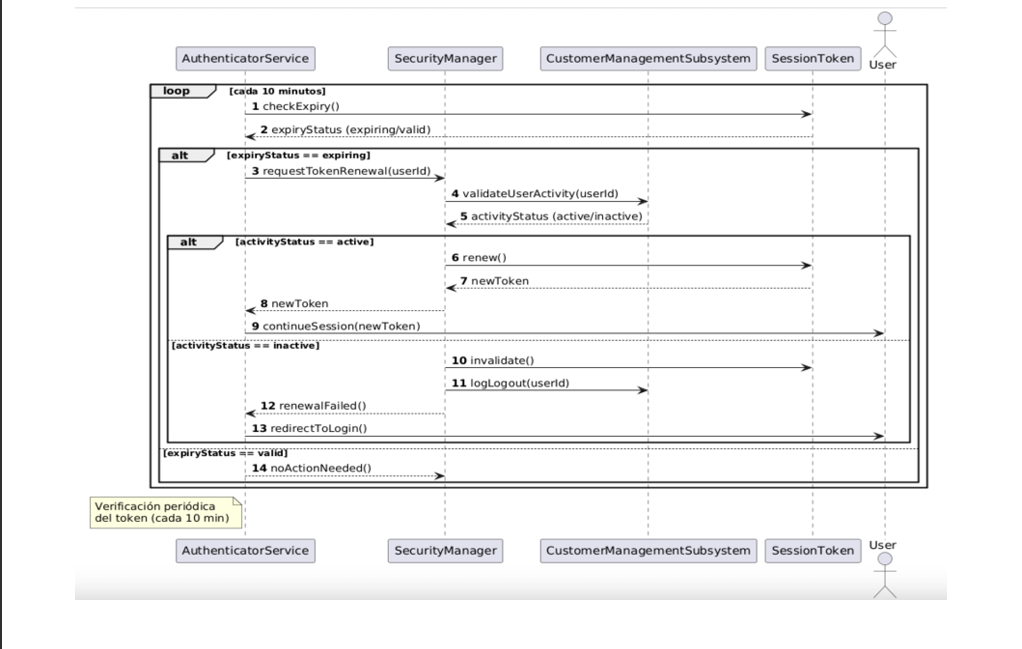 AuthenticatorService
SecurityManager
CustomerManagementSubsystem
SessionToken
User
loop [cada 10 minutos]
1 checkExpiry()
2 expiryStatus (expiring/valid)
alt [expiryStatus == expiring]
3 requestTokenRenewal(userId)
4 validateUserActivity(userId)
5 activityStatus (active/inactive)
alt [activityStatus == active]
6 renew()
7 newToken
8 newToken
9 continueSession(newToken)
[activityStatus == inactive]
10 invalidate()
11 logLogout(userId)
12 renewalFailed()
13 redirectToLogin()
[expiryStatus == valid]
14 noActionNeeded()
Verificación periódica
del token (cada 10 min)
AuthenticatorService
SecurityManager
CustomerManagementSubsystem
SessionToken
User